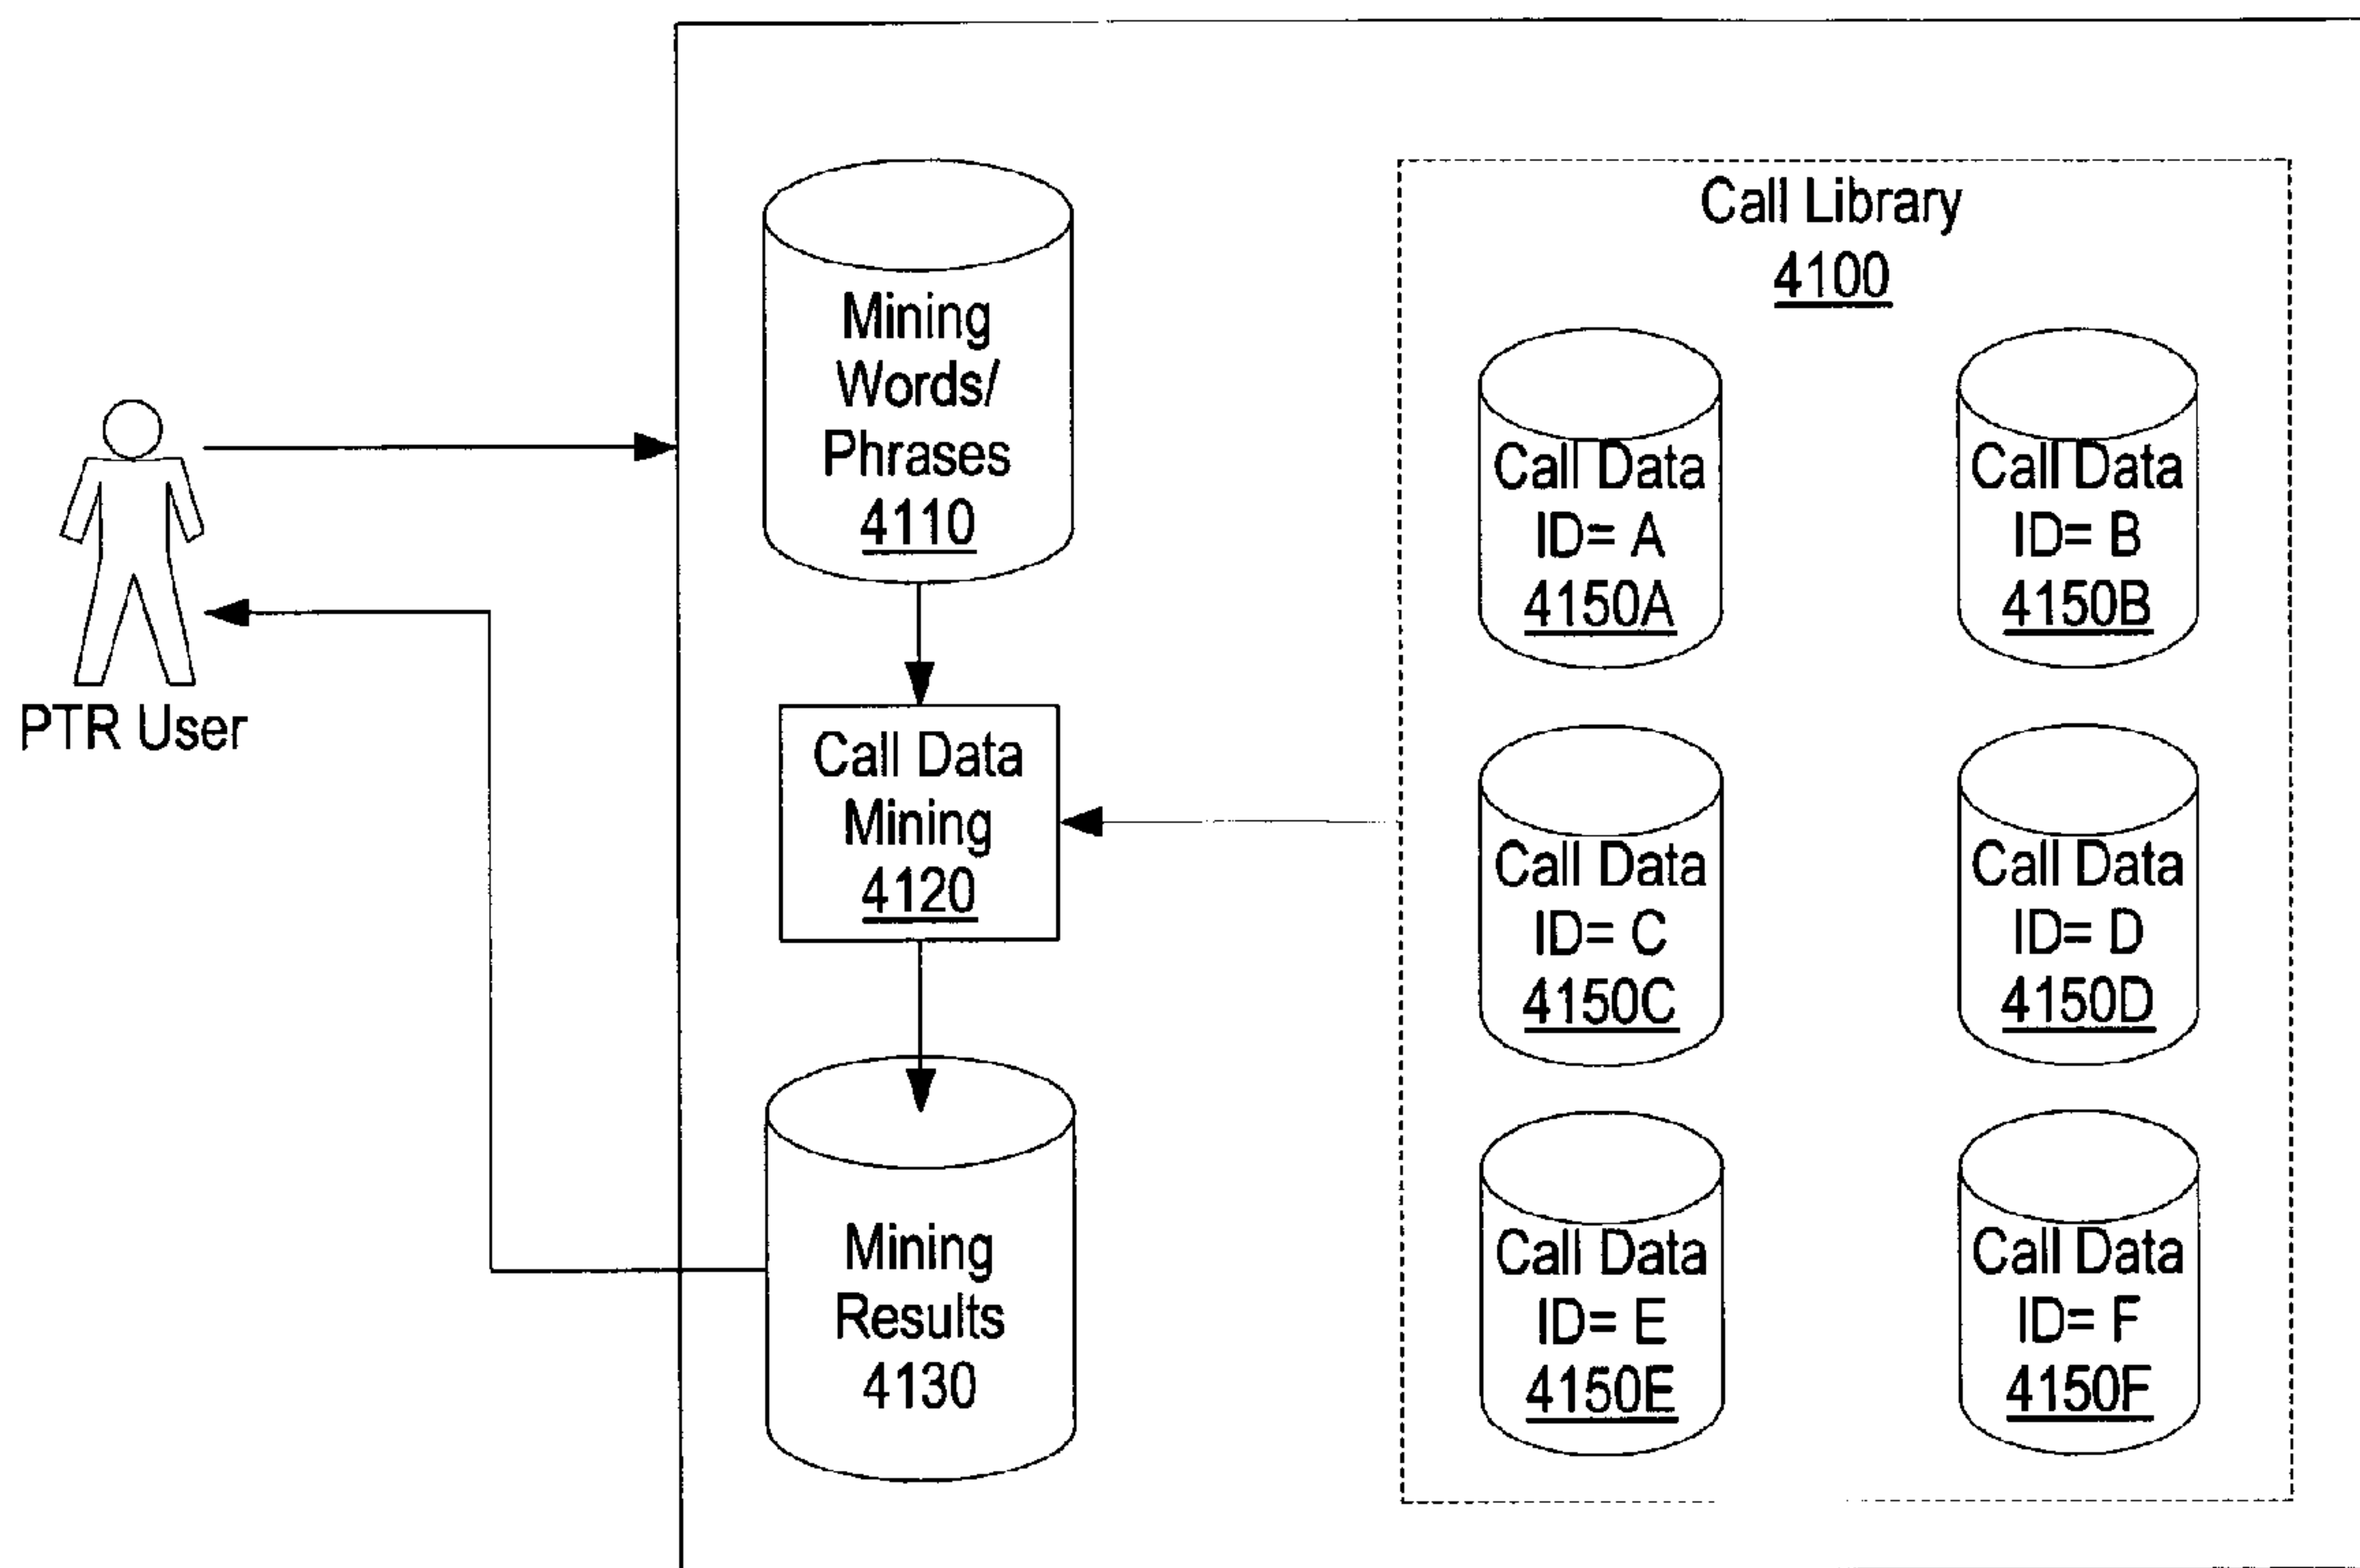 PTR User
Mining
Words/
Phrases
4110
Call Data
Mining
4120
Mining
Results
4130
Call Library
4100
Call Data
ID= A
4150A
Call Data
ID= B
4150B
Call Data
ID= C
4150C
Call Data
ID= D
4150D
Call Data
ID= E
4150E
Call Data
ID= F
4150F